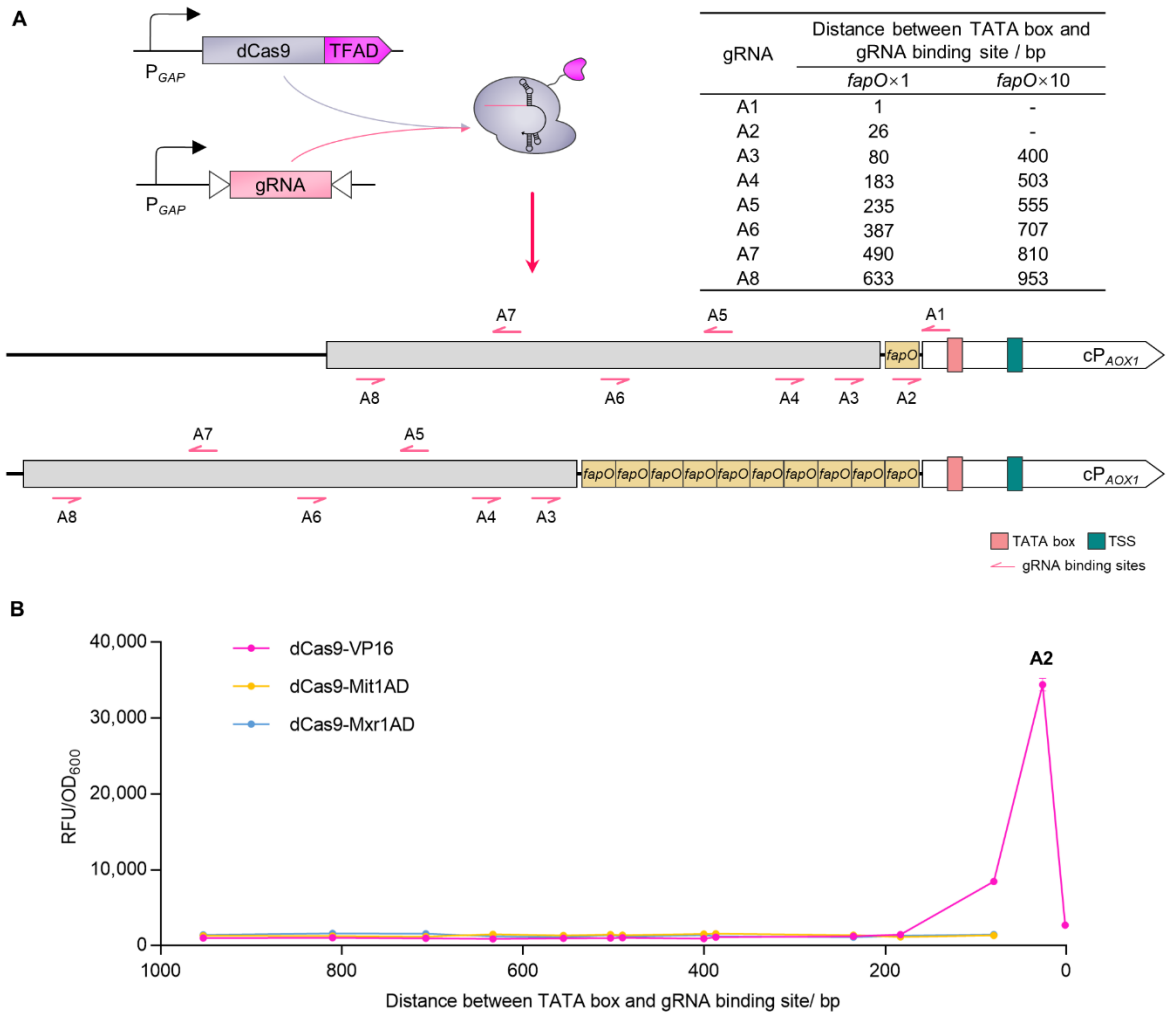 A
dCas9 TFAD
P_GAP
gRNA
P_GAP
gRNA Distance between TATA box and gRNA binding site / bp
fapO×1 fapO×10
A1 1 -
A2 26 -
A3 80 400
A4 183 503
A5 235 555
A6 387 707
A7 490 810
A8 633 953
A7 A5 A1
fapO cP_AOX1
A8 A6 A4 A3 A2
A7 A5
fapO fapO fapO fapO fapO fapO fapO fapO fapO fapO cP_AOX1
A8 A6 A4 A3
TATA box TSS
gRNA binding sites
B
40,000
30,000
20,000
10,000
0
RFU/OD600
dCas9-VP16
dCas9-Mit1AD
dCas9-Mxr1AD
A2
1000 800 600 400 200 0
Distance between TATA box and gRNA binding site/ bp